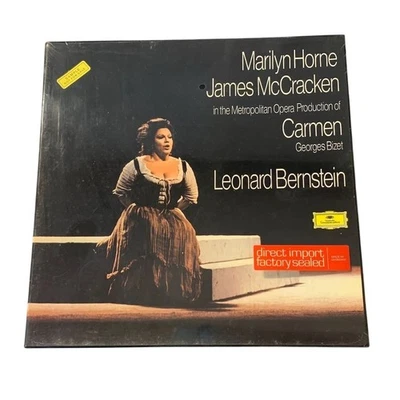 Marilyn Horne
James McCracken
in the Metropolitan Opera Production of
Carmen
Georges Bizet
Leonard Bernstein
direct import
factory sealed